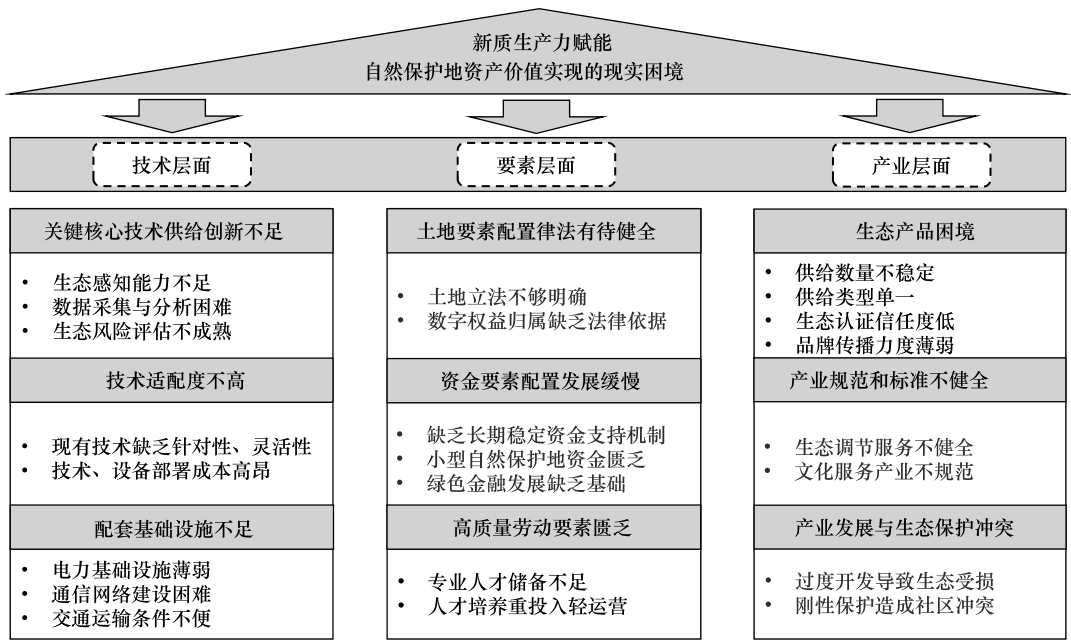 新质生产力赋能
自然保护地资产价值实现的现实困境
技术层面
要素层面
产业层面
关键核心技术供给创新不足
• 生态感知能力不足
• 数据采集与分析困难
• 生态风险评估不成熟
技术适配度不高
• 现有技术缺乏针对性、灵活性
• 技术、设备部署成本高昂
配套基础设施不足
• 电力基础设施薄弱
• 通信网络建设困难
• 交通运输条件不便
土地要素配置律法有待健全
• 土地立法不够明确
• 数字权益归属缺乏法律依据
资金要素配置发展缓慢
• 缺乏长期稳定资金支持机制
• 小型自然保护地资金匮乏
• 绿色金融发展缺乏基础
高质量劳动要素匮乏
• 专业人才储备不足
• 人才培养重投入轻运营
生态产品困境
• 供给数量不稳定
• 供给类型单一
• 生态认证信任度低
• 品牌传播力度薄弱
产业规范和标准不健全
• 生态调节服务不健全
• 文化服务产业不规范
产业发展与生态保护冲突
• 过度开发导致生态受损
• 刚性保护造成社区冲突